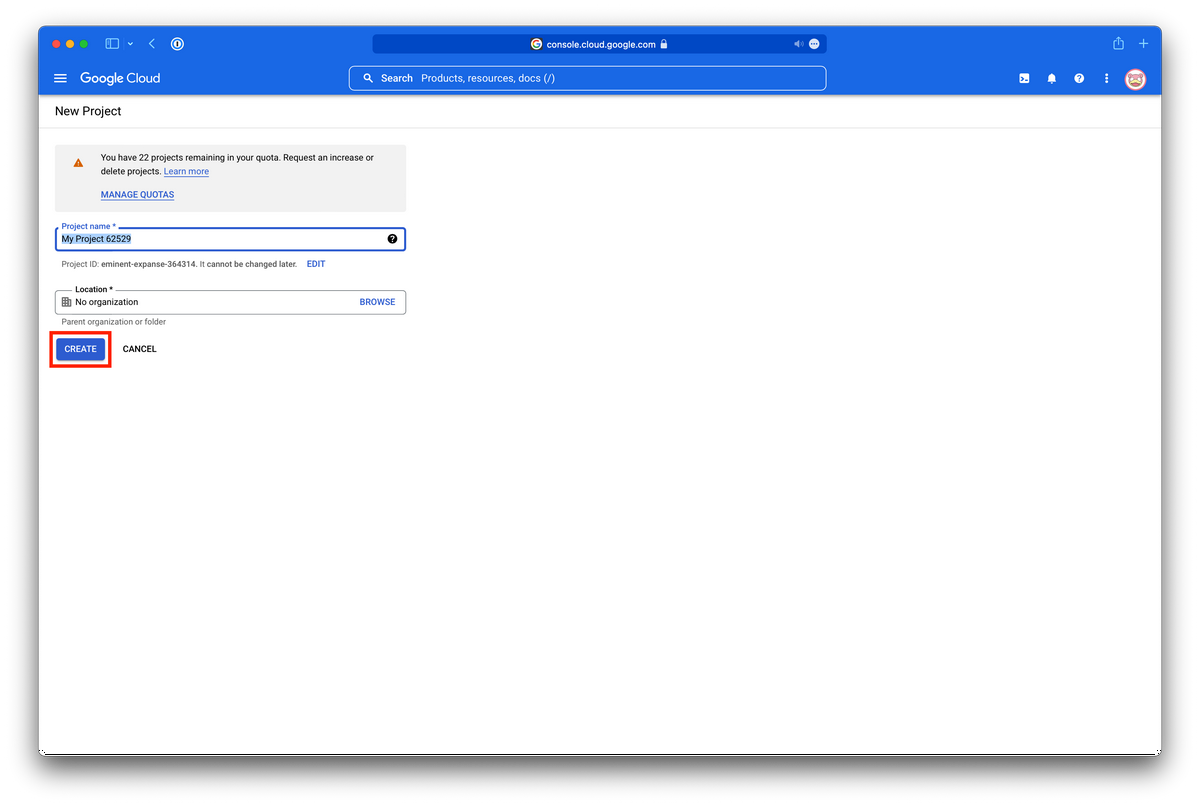 console.cloud.google.com
Google Cloud
Search Products, resources, docs (/)
New Project
You have 22 projects remaining in your quota. Request an increase or
delete projects. Learn more
MANAGE QUOTAS
Project name *
My Project 62529
Project ID: eminent-expanse-364314. It cannot be changed later. EDIT
Location *
No organization BROWSE
Parent organization or folder
CREATE CANCEL